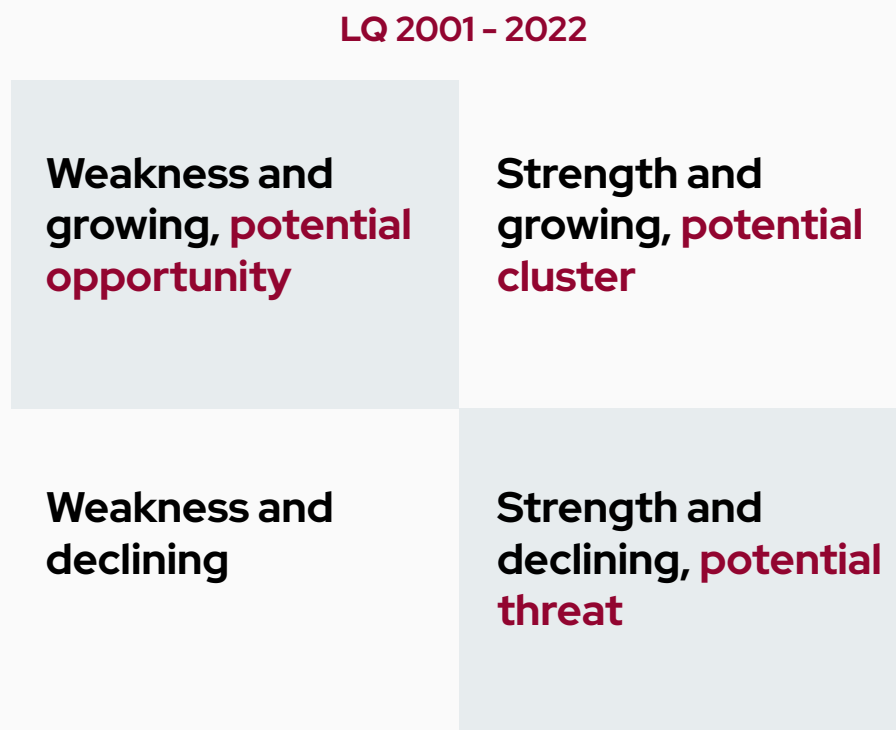 LQ 2001 - 2022
Weakness and
growing, potential
opportunity
Strength and
growing, potential
cluster
Weakness and
declining
Strength and
declining, potential
threat